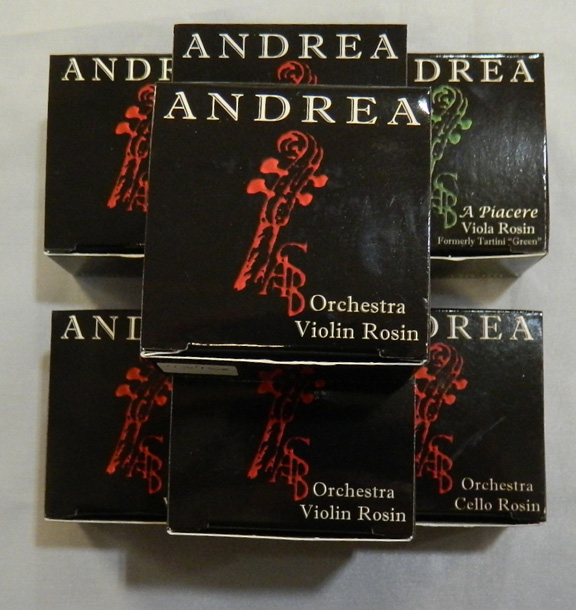 ANDREA
ANDR
DREA
ANDREA
A Piacere
Viola Rosin
Formerly Tartini "Green"
Orchestra
Violin Rosin
AND
DREA
Orchestra
Violin Rosin
Orchestra
Cello Rosin